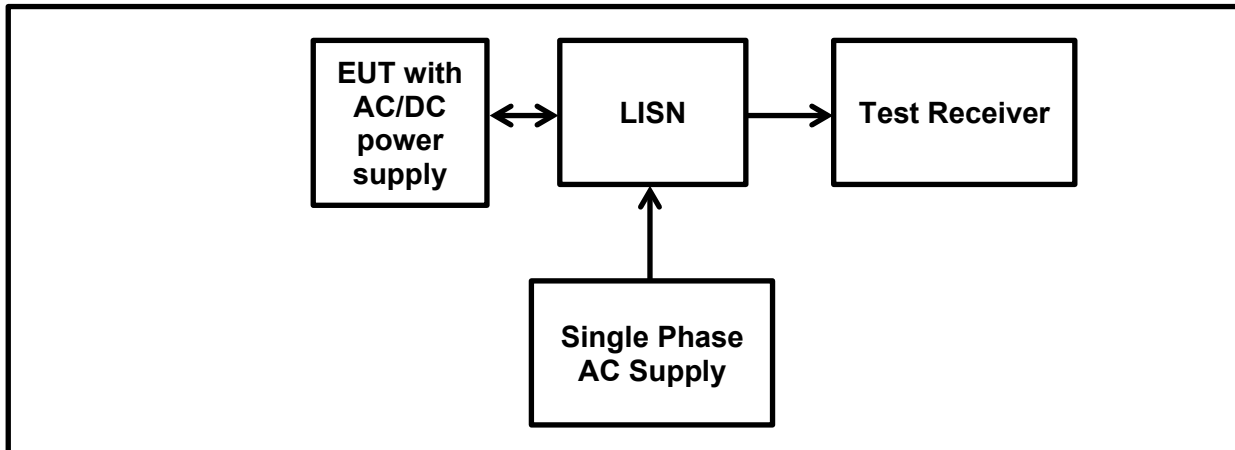 EUT with
AC/DC
power
supply
LISN
Test Receiver
Single Phase
AC Supply